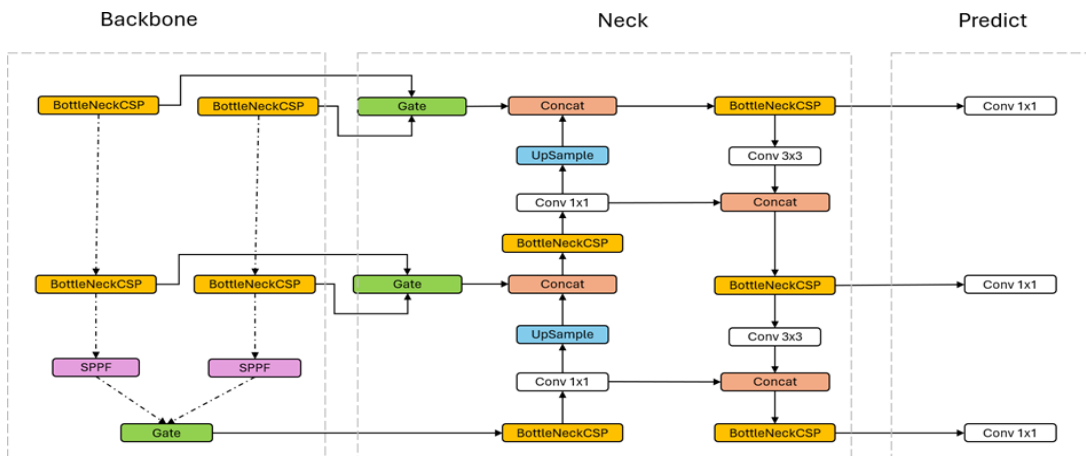 Backbone
Neck
Predict
BottleNeckCSP
BottleNeckCSP
Gate
Concat
BottleNeckCSP
Conv 1x1
UpSample
Conv 3x3
Conv 1x1
Concat
BottleNeckCSP
BottleNeckCSP
BottleNeckCSP
Gate
Concat
BottleNeckCSP
Conv 1x1
UpSample
Conv 3x3
SPPF
SPPF
Conv 1x1
Concat
Gate
BottleNeckCSP
BottleNeckCSP
Conv 1x1